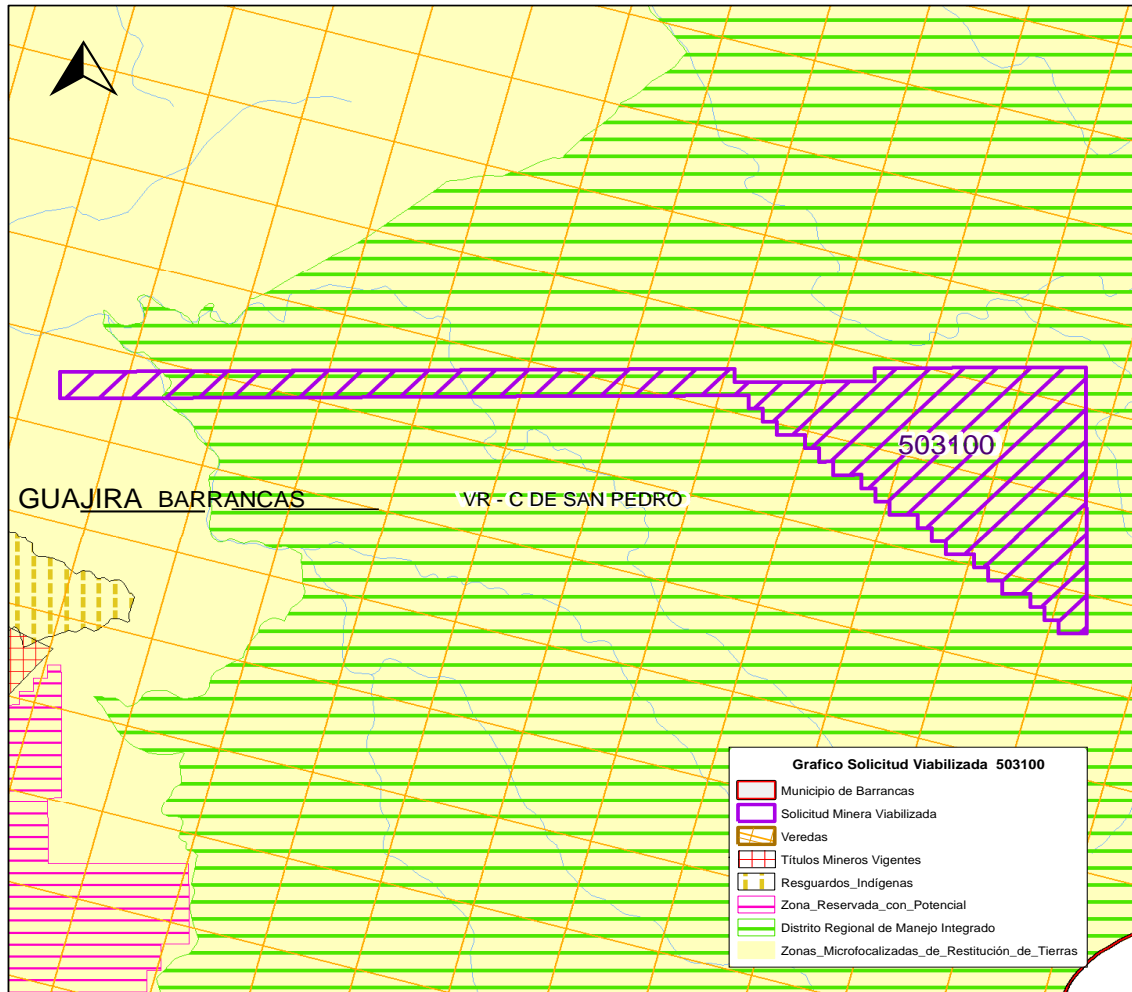 503100
GUAJIRA BARRANCAS
VR - C DE SAN PEDRO
Grafico Solicitud Viabilizada 503100
Municipio de Barrancas
Solicitud Minera Viabilizada
Veredas
Títulos Mineros Vigentes
Resguardos_Indígenas
Zona_Reservada_con_Potencial
Distrito Regional de Manejo Integrado
Zonas_Microfocalizadas_de_Restitución_de_Tierras